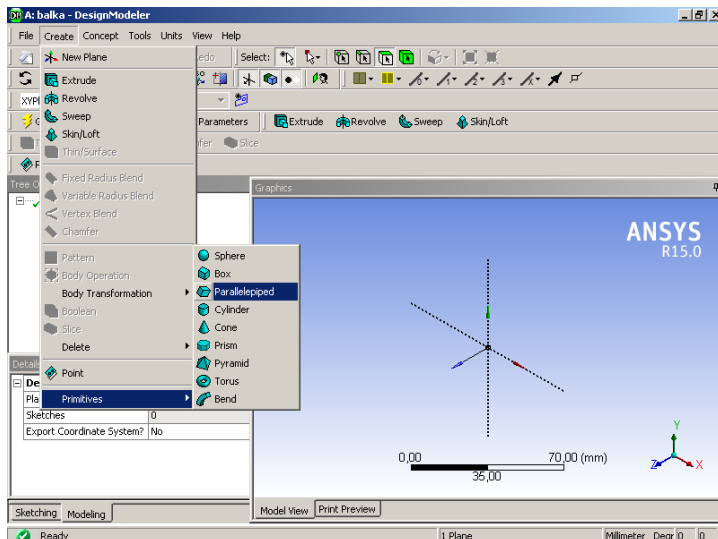 A: balka - DesignModeler
File Create Concept Tools Units View Help
New Plane
Select:
Extrude
Revolve
Sweep
Skin/Loft
Thin/Surface
Parameters Extrude Revolve Sweep Skin/Loft
Slice
Fixed Radius Blend
Variable Radius Blend
Vertex Blend
Chamfer
Pattern
Body Operation
Body Transformation
Boolean
Slice
Delete
Point
Primitives
Sphere
Box
Parallelepiped
Cylinder
Cone
Prism
Pyramid
Torus
Bend
Graphics
ANSYS
R15.0
0,00 70,00 (mm)
35,00
Y
Z X
Sketches 0
Export Coordinate System? No
Sketching Modeling
Model View Print Preview
Ready 1 Plane Millimeter Degr 0 0